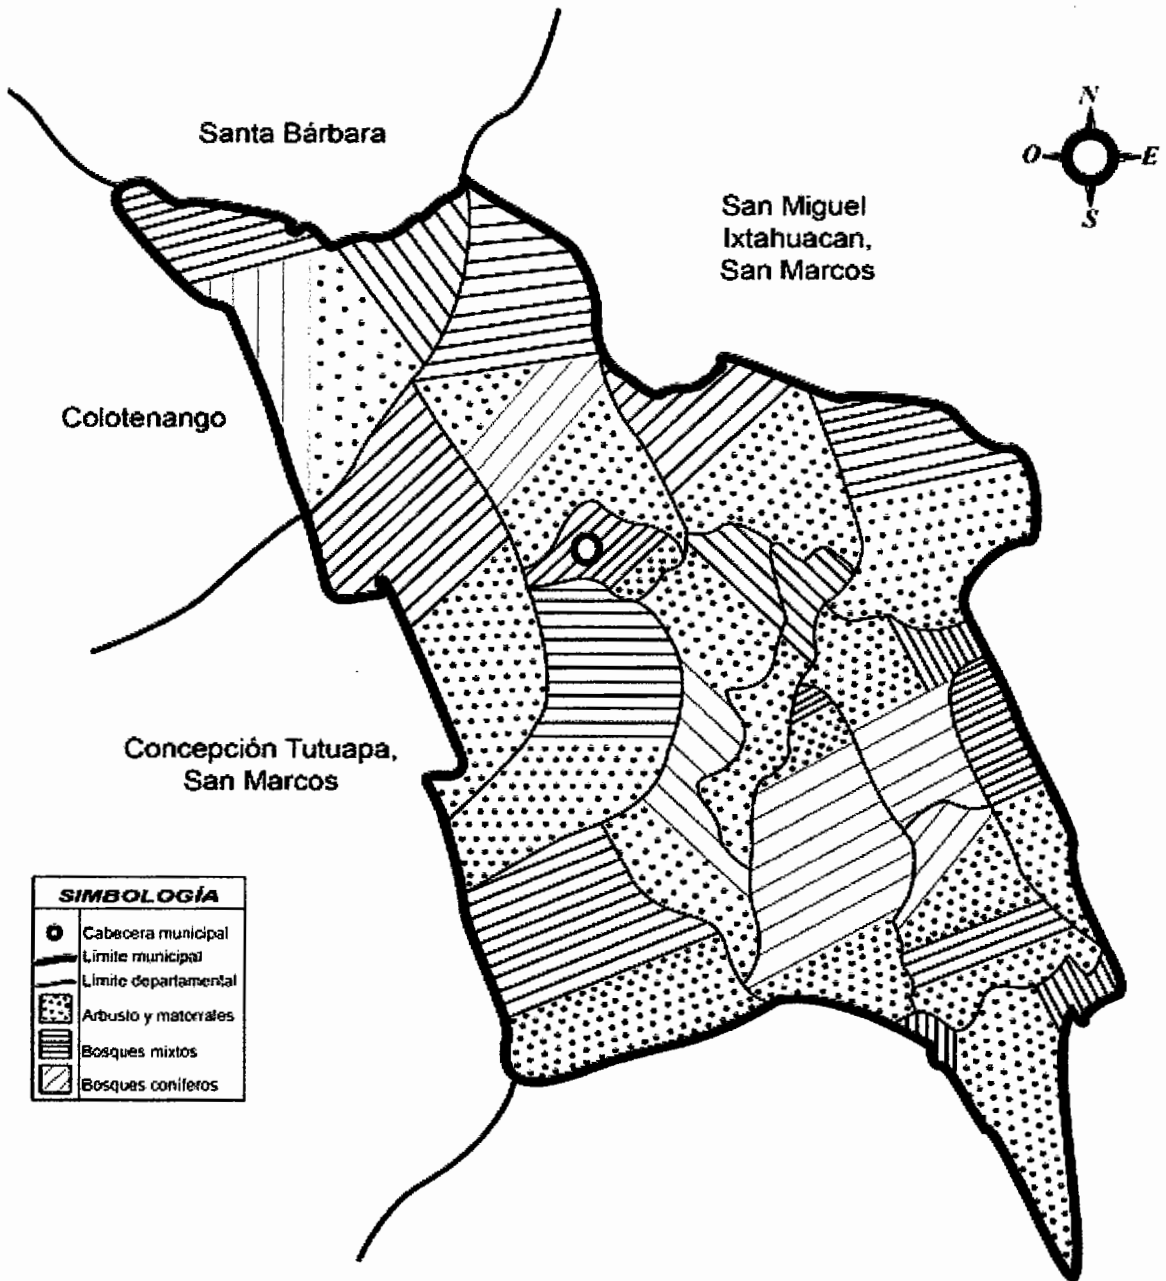 Santa Bárbara
N
O
E
S
San Miguel
Ixtahuacan,
San Marcos
Colotenango
Concepción Tutuapa,
San Marcos
SIMBOLOGÍA
Cabecera municipal
Límite municipal
Límite departamental
Arbusto y matorrales
Bosques mixtos
Bosques coníferos